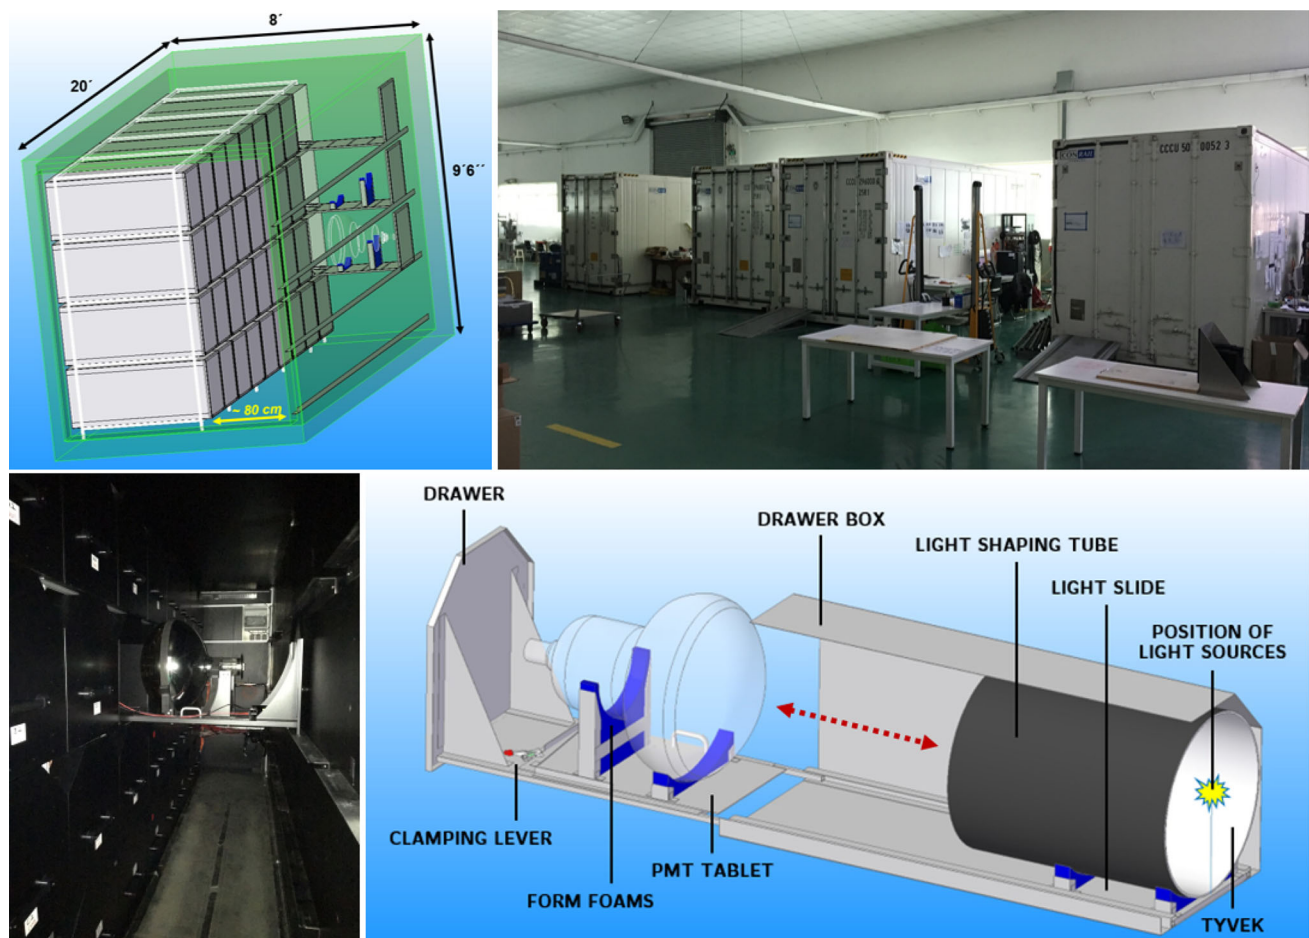 8´
20´
9´6´´
~ 80 cm
CCCU 50 0052 3
DRAWER
DRAWER BOX
LIGHT SHAPING TUBE
LIGHT SLIDE
POSITION OF
LIGHT SOURCES
CLAMPING LEVER
PMT TABLET
FORM FOAMS
TYVEK